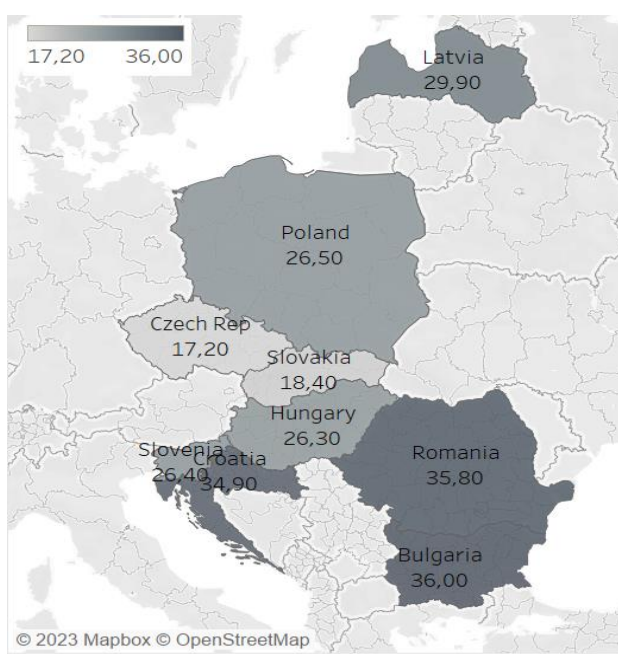 17,20 36,00
Latvia
29,90
Poland
26,50
Czech Rep
17,20
Slovakia
18,40
Hungary
26,30
Slovenia
26,40
Croatia
34,90
Romania
35,80
Bulgaria
36,00
© 2023 Mapbox © OpenStreetMap